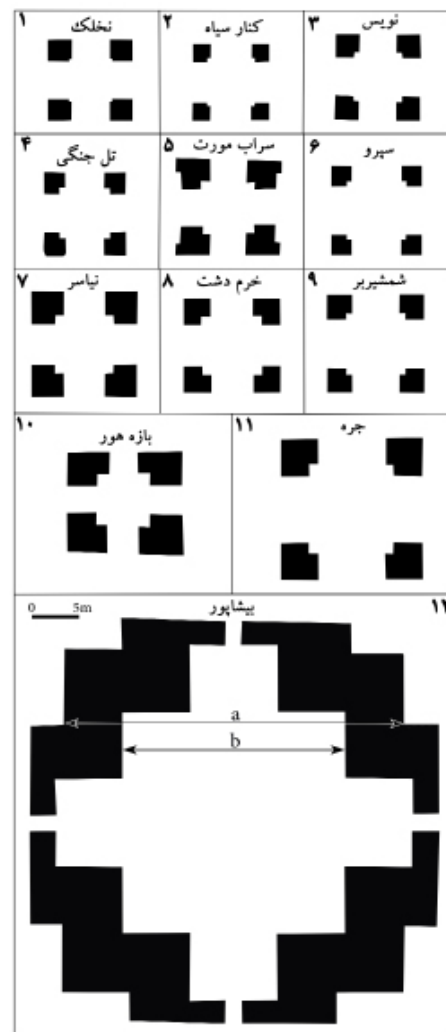 ۱
نخلک
۲
کنار سیاه
۳
نویس
۴
تل جنگی
۵
سراب مورت
۶
سپرو
۷
نیاسر
۸
خرم دشت
۹
شمشیربر
۱۰
بازه هور
۱۱
جره
۱۲
بیشاپور
0 5m
a
b